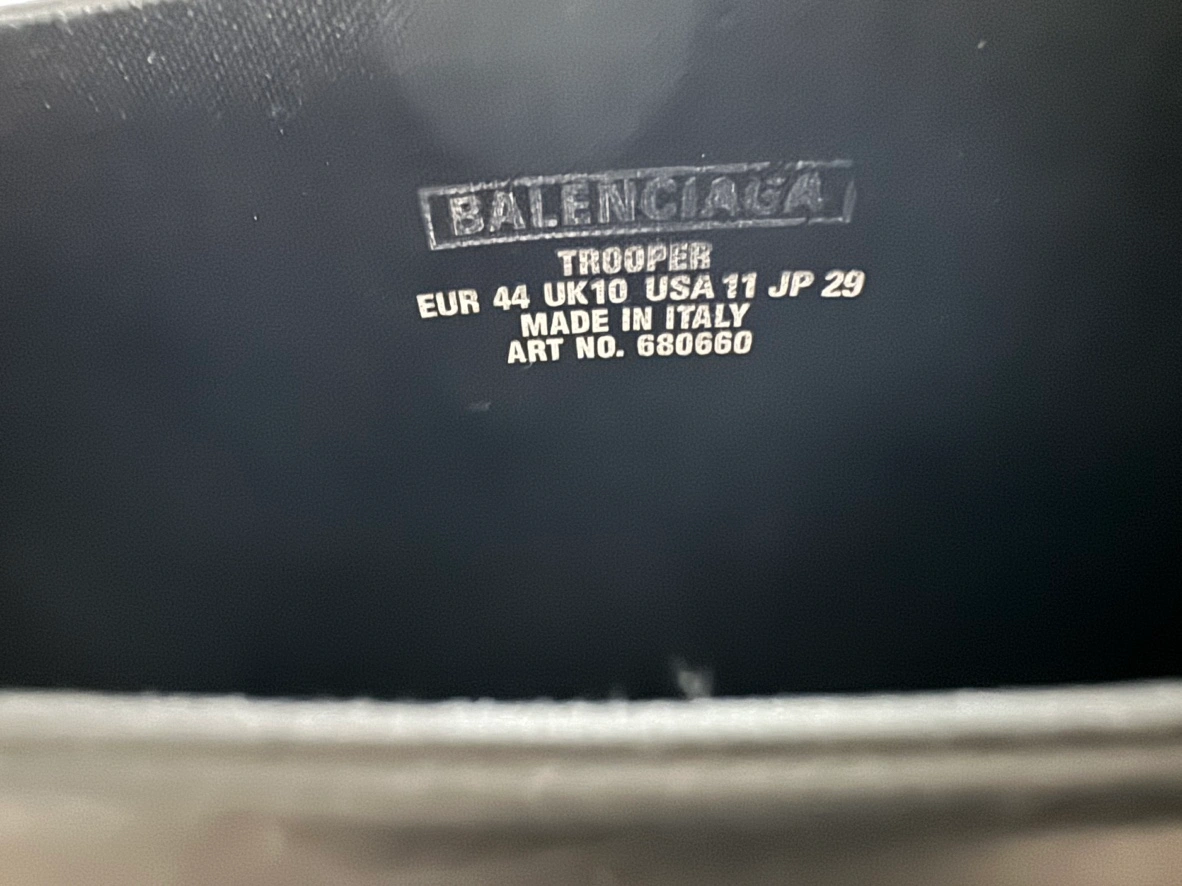 BALENCIAGA
TROOPER
EUR 44 UK10 USA 11 JP 29
MADE IN ITALY
ART NO. 680660